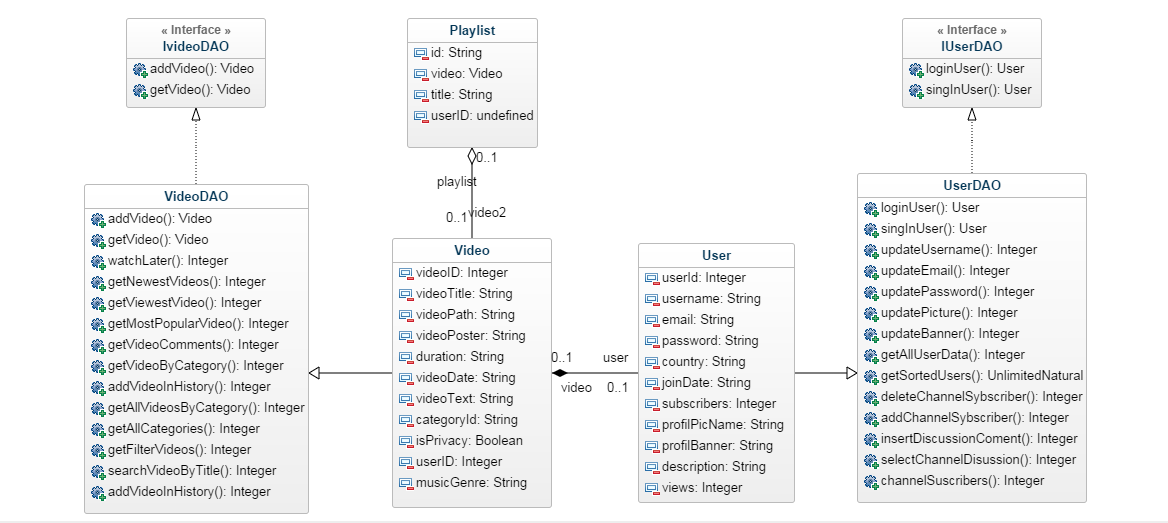 « Interface »
IvideoDAO
addVideo(): Video
getVideo(): Video
Playlist
id: String
video: Video
title: String
userID: undefined
« Interface »
IUserDAO
loginUser(): User
singInUser(): User
0..1
playlist
0..1
video2
VideoDAO
addVideo(): Video
getVideo(): Video
watchLater(): Integer
getNewestVideos(): Integer
getViewestVideo(): Integer
getMostPopularVideo(): Integer
getVideoComments(): Integer
getVideoByCategory(): Integer
addVideoInHistory(): Integer
getAllVideosByCategory(): Integer
getAllCategories(): Integer
getFilterVideos(): Integer
searchVideoByTitle(): Integer
addVideoInHistory(): Integer
Video
videoID: Integer
videoTitle: String
videoPath: String
videoPoster: String
duration: String
videoDate: String
videoText: String
categoryId: String
isPrivacy: Boolean
userID: Integer
musicGenre: String
0..1
user
video
0..1
User
userId: Integer
username: String
email: String
password: String
country: String
joinDate: String
subscribers: Integer
profilPicName: String
profilBanner: String
description: String
views: Integer
UserDAO
loginUser(): User
singInUser(): User
updateUsername(): Integer
updateEmail(): Integer
updatePassword(): Integer
updatePicture(): Integer
updateBanner(): Integer
getAllUserData(): Integer
getSortedUsers(): UnlimitedNatural
deleteChannelSybscriber(): Integer
addChannelSybscriber(): Integer
insertDiscussionComent(): Integer
selectChannelDisussion(): Integer
channelSuscribers(): Integer